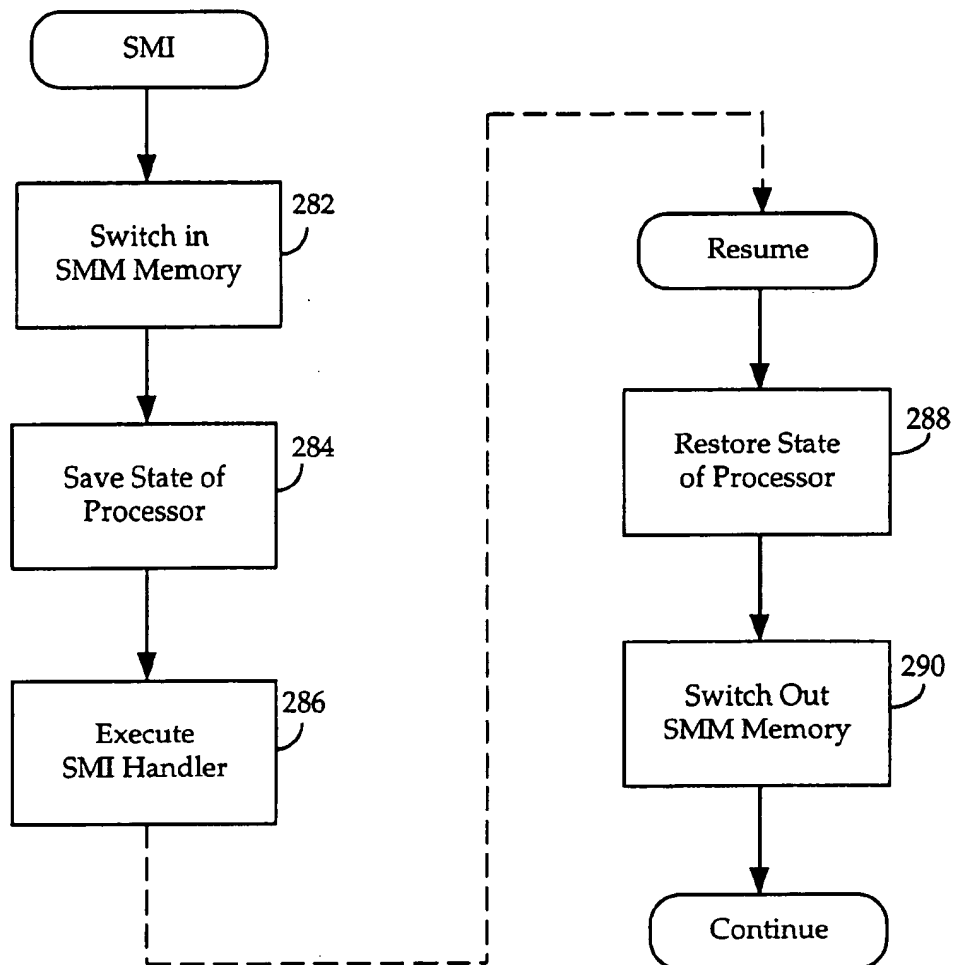 SMI
Switch in
SMM Memory
282
Save State of
Processor
284
Execute
SMI Handler
286
Resume
Restore State
of Processor
288
Switch Out
SMM Memory
290
Continue